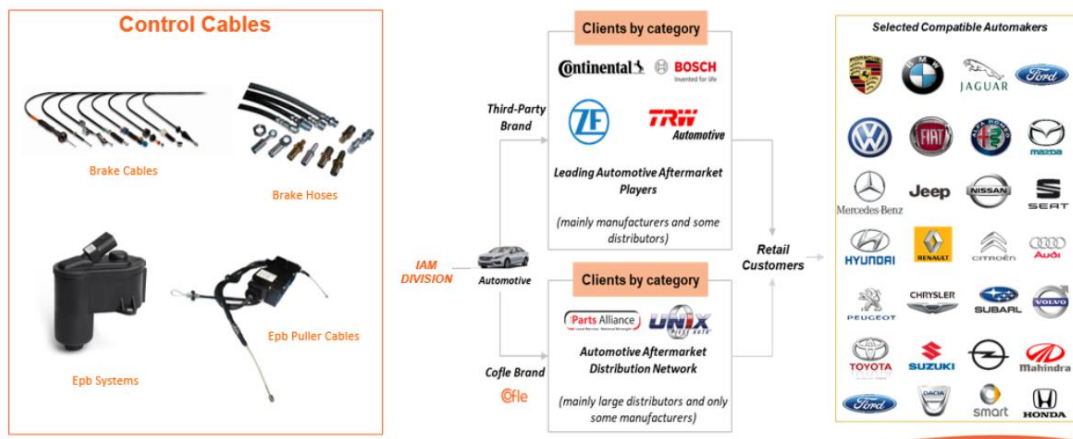 Control Cables
Brake Cables
Brake Hoses
Epb Systems
Epb Puller Cables
IAM
DIVISION
Automotive
Third-Party
Brand
Cofle Brand
Cofle
Clients by category
Continental
BOSCH
Invented for life
ZF
TRW
Automotive
Leading Automotive Aftermarket
Players
(mainly manufacturers and some
distributors)
Clients by category
Parts Alliance
UNIX
Automotive Aftermarket
Distribution Network
(mainly large distributors and only
some manufacturers)
Retail
Customers
Selected Compatible Automakers
BMW
JAGUAR
Ford
FIAT
ALFA ROMEO
mazda
Mercedes-Benz
Jeep
NISSAN
SEAT
HYUNDAI
RENAULT
CITROËN
Audi
PEUGEOT
CHRYSLER
SUBARU
VOLVO
TOYOTA
SUZUKI
Mahindra
Ford
DACIA
smart
HONDA